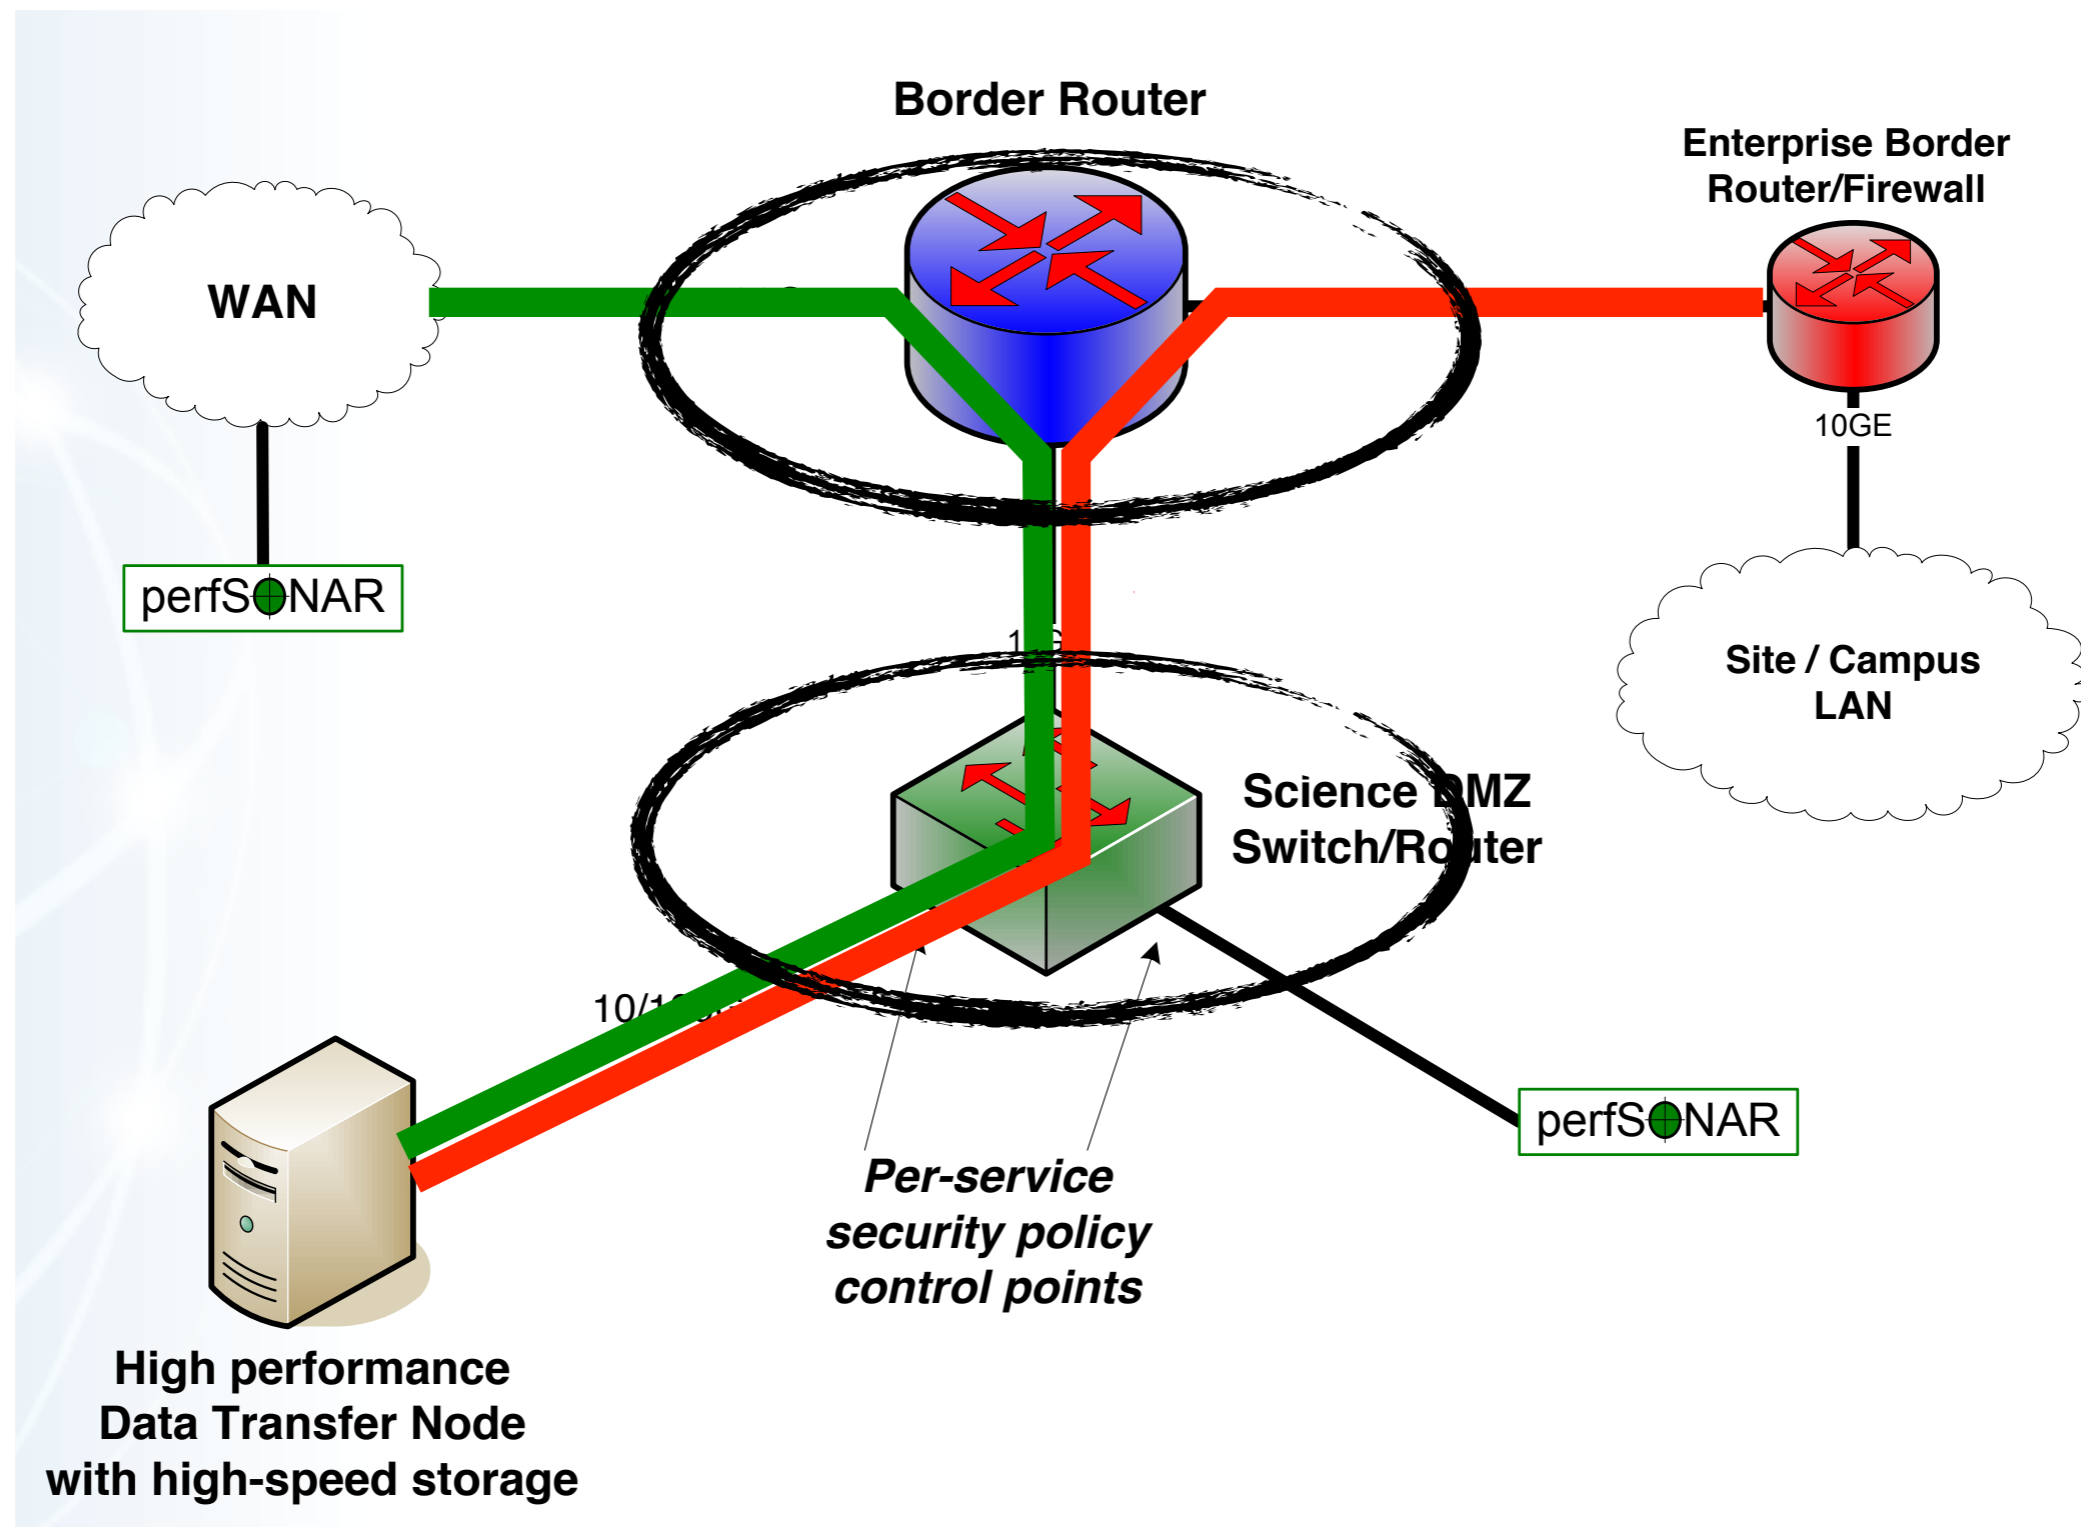 Border Router
Enterprise Border
Router/Firewall
WAN
10GE
perfSONAR
Site / Campus
LAN
Science DMZ
Switch/Router
perfSONAR
Per-service
security policy
control points
High performance
Data Transfer Node
with high-speed storage